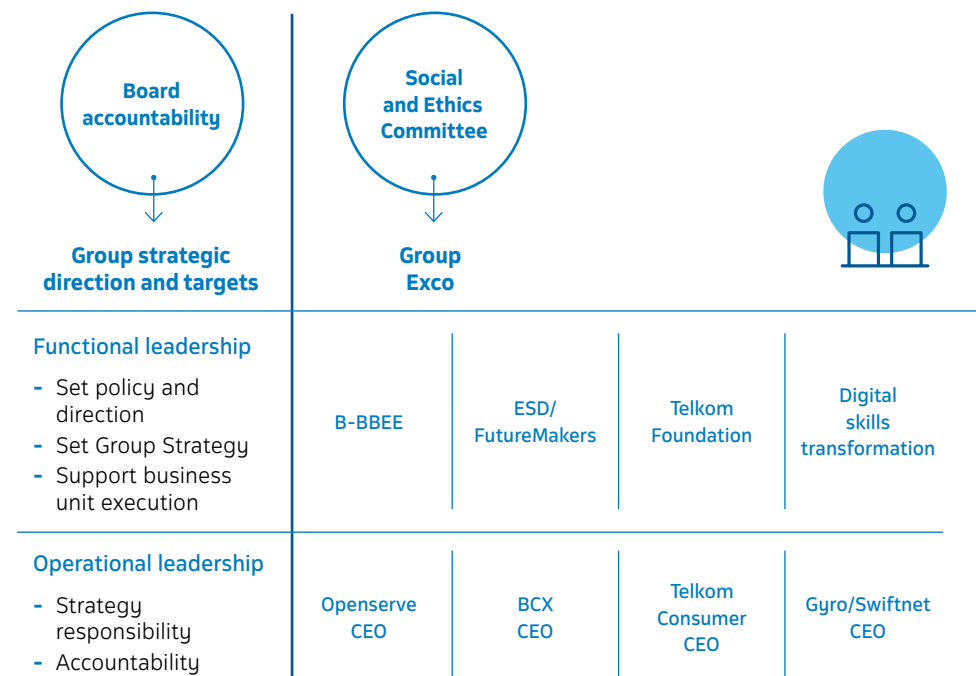 Board
accountability
Social
and Ethics
Committee
Group strategic
direction and targets
Group
Exco
Functional leadership
- Set policy and
direction
- Set Group Strategy
- Support business
unit execution
B-BBEE
ESD/
FutureMakers
Telkom
Foundation
Digital
skills
transformation
Operational leadership
- Strategy
responsibility
- Accountability
Openserve
CEO
BCX
CEO
Telkom
Consumer
CEO
Gyro/Swiftnet
CEO